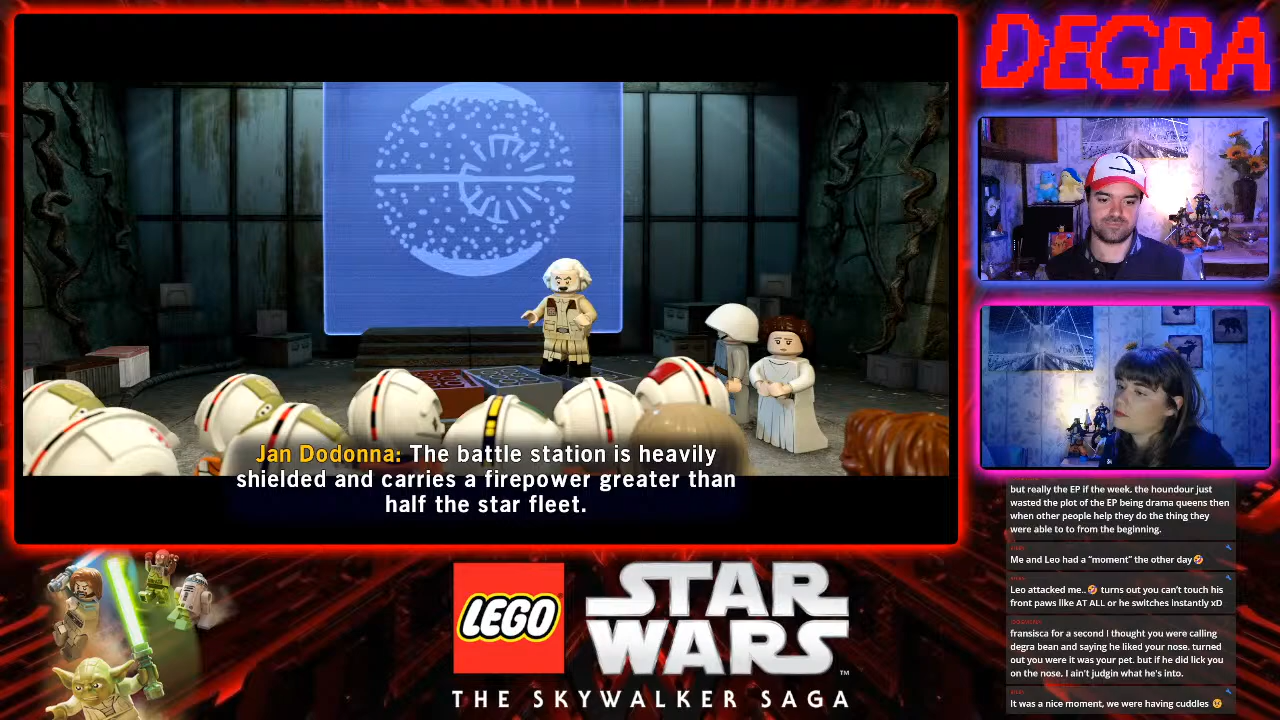 DEGRA
Jan Dodonna: The battle station is heavily
shielded and carries a firepower greater than
half the star fleet.
but really the EP if the week, the houndour just
wasted the plot of the EP being drama queens then
when other people help they do the thing they
were able to to from the beginning.
Me and Leo had a “moment” the other day🤣
Leo attacked me..🤣 turns out you can't touch his
front paws like AT ALL or he switches instantly xD
fransisca for a second I thought you were calling
degra bean and saying he liked your nose. turned
out you were it was your pet. but if he did lick you
on the nose. I ain't judgin what he's into.
It was a nice moment, we were having cuddles
LEGO
STAR
WARS
™
THE SKYWALKER SAGA